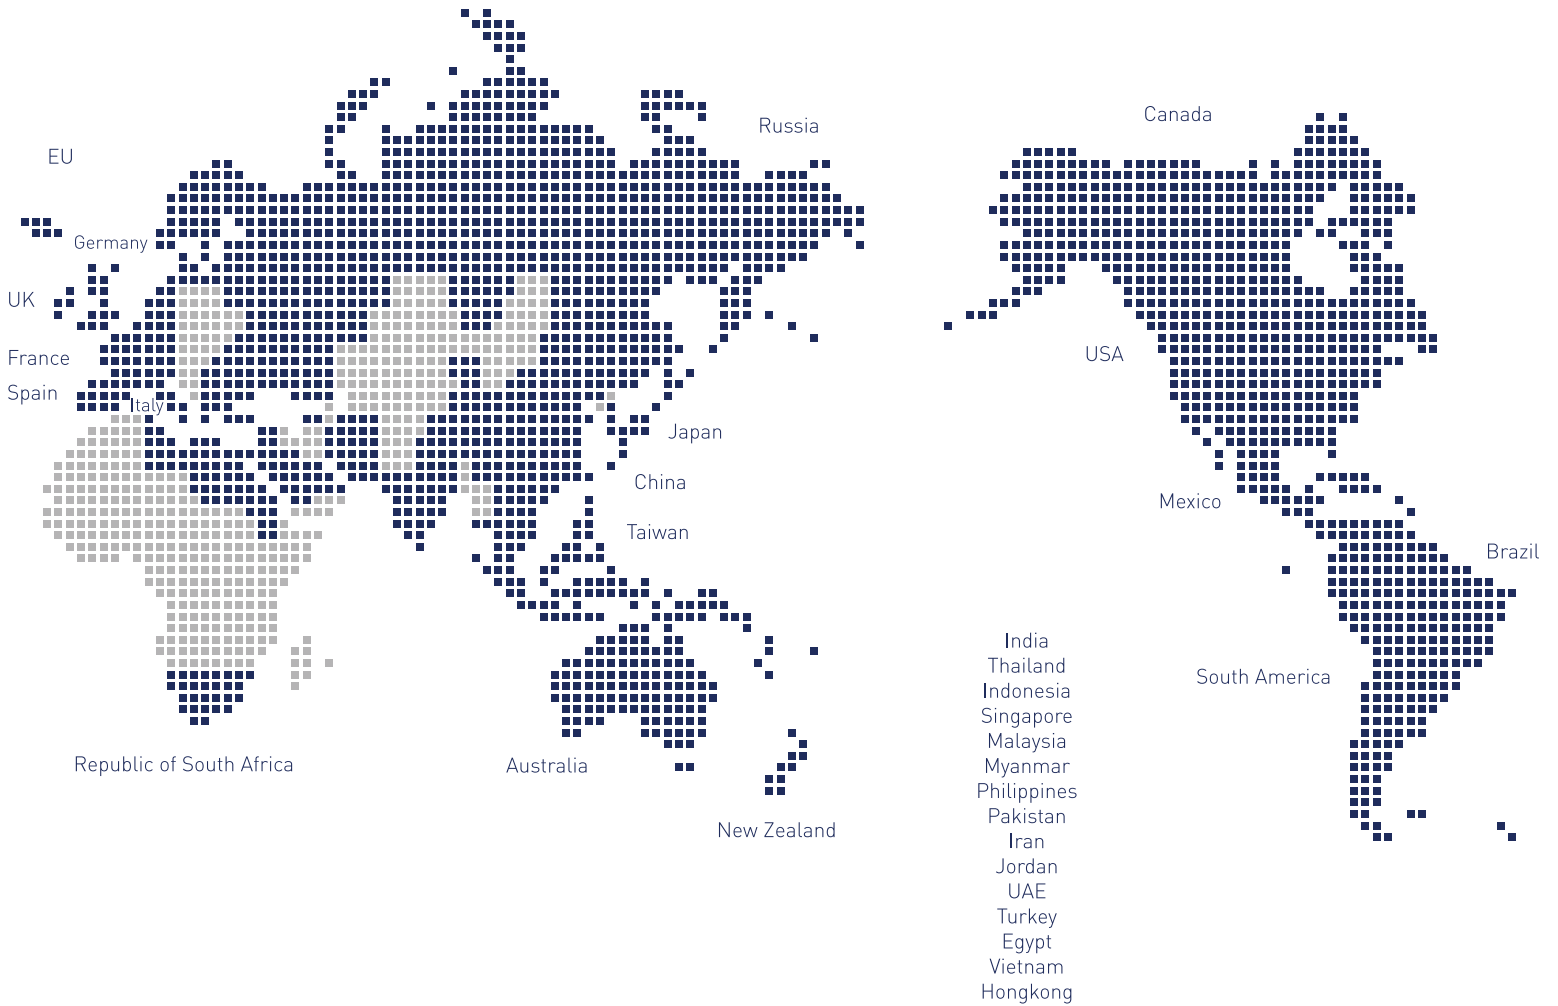 Canada
Russia
EU
Germany
UK
USA
France
Spain
Italy
Japan
China
Mexico
Taiwan
Brazil
India
Thailand
South America
Indonesia
Singapore
Malaysia
Republic of South Africa
Australia
Myanmar
Philippines
Pakistan
New Zealand
Iran
Jordan
UAE
Turkey
Egypt
Vietnam
Hongkong